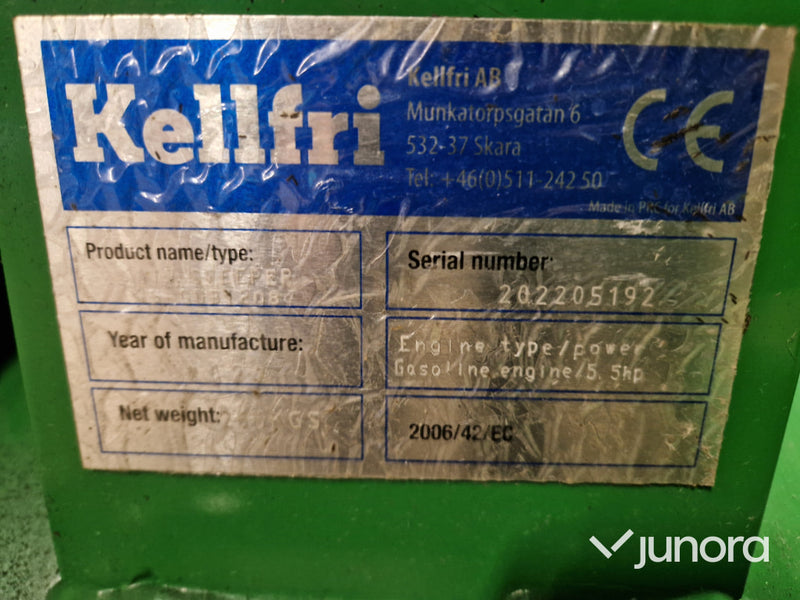 Kellfri
Kellfri AB
Munkatorpsgatan 6
532-37 Skara
Tel: +46(0)511-242 50
CE
Made in PRC for Kellfri AB
Product name/type:
Serial number:
202205192
Year of manufacture:
Engine type/power
Gasoline engine/5.5hp
Net weight:
KGS
2006/42/EC
junora